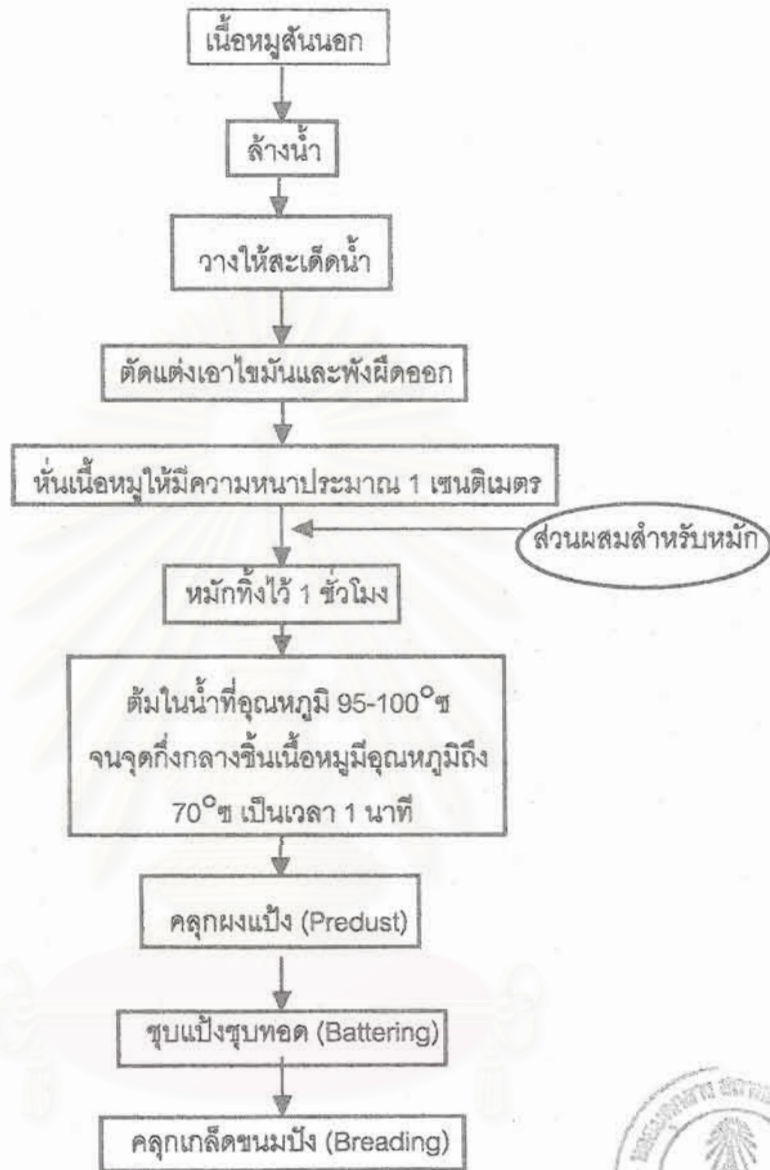 เนื้อหมูสันนอก
ล้างน้ำ
วางให้สะเด็ดน้ำ
ตัดแต่งเอาไขมันและพังผืดออก
หั่นเนื้อหมูให้มีความหนาประมาณ 1 เซนติเมตร
ส่วนผสมสำหรับหมัก
หมักทิ้งไว้ 1 ชั่วโมง
ต้มในน้ำที่อุณหภูมิ 95-100°ซ
จนจุดกึ่งกลางชิ้นเนื้อหมูมีอุณหภูมิถึง
70°ซ เป็นเวลา 1 นาที
คลุกผงแป้ง (Predust)
ชุบแป้งชุบทอด (Battering)
คลุกเกล็ดขนมปัง (Breading)